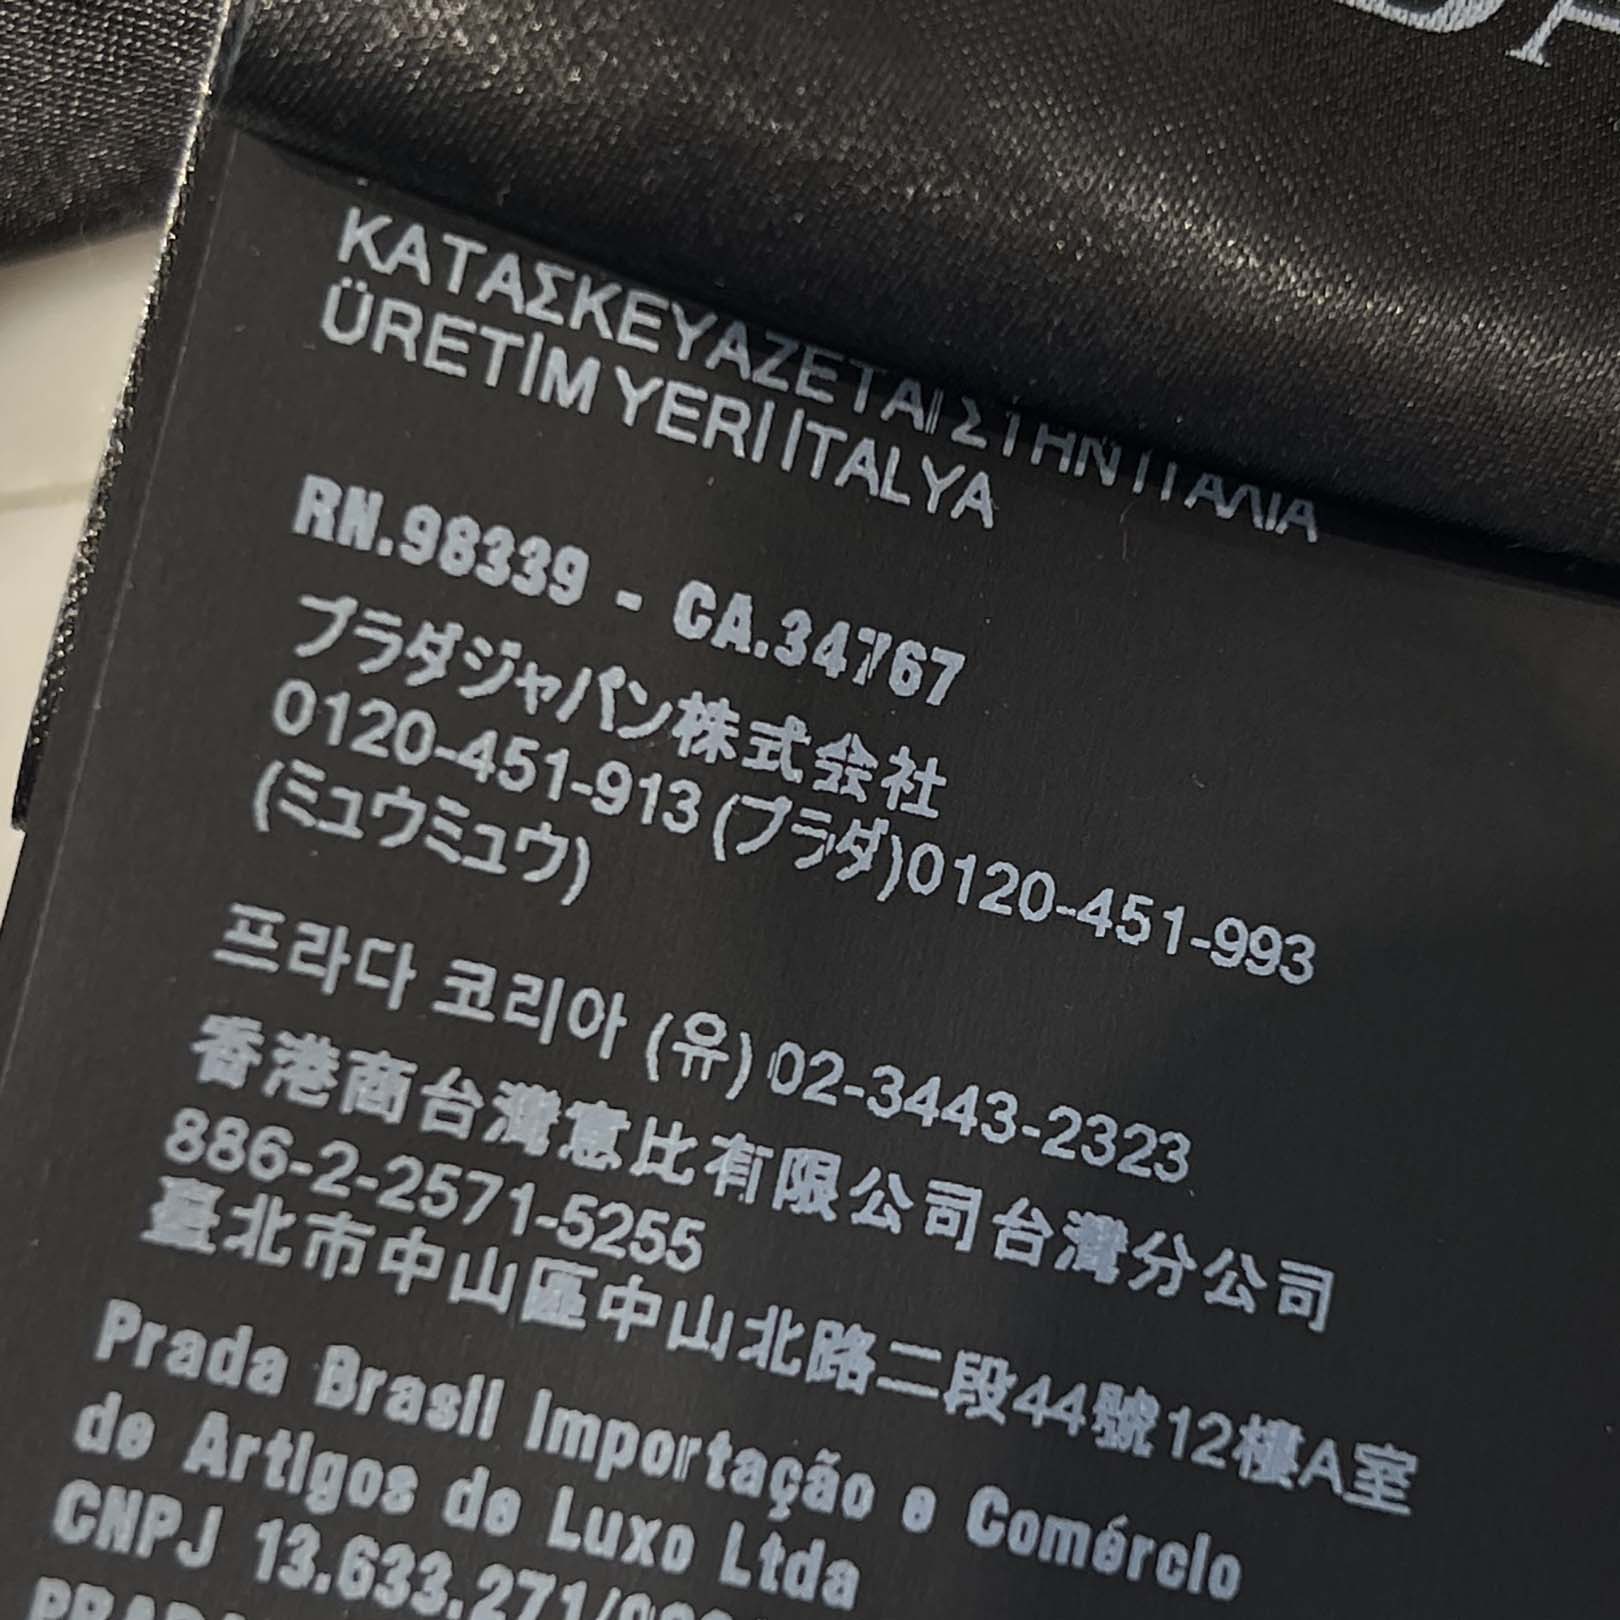 ΚΑΤΑΣΚΕΥΑΖΕΤΑΙ ΣΤΗΝ ΙΤΑΛΙΑ
ÜRETİM YERİ İTALYA
RN.98339 - CA.34767
プラダジャパン株式会社
0120-451-913 (プラダ)0120-451-993
(ミュウミュウ)
프라다 코리아 (유) 02-3443-2323
香港商台灣惠比有限公司台灣分公司
886-2-2571-5255
臺北市中山區中山北路二段44號12樓A室
Prada Brasil Importação e Comércio
de Artigos de Luxo Ltda
CNPJ 13.633.271/